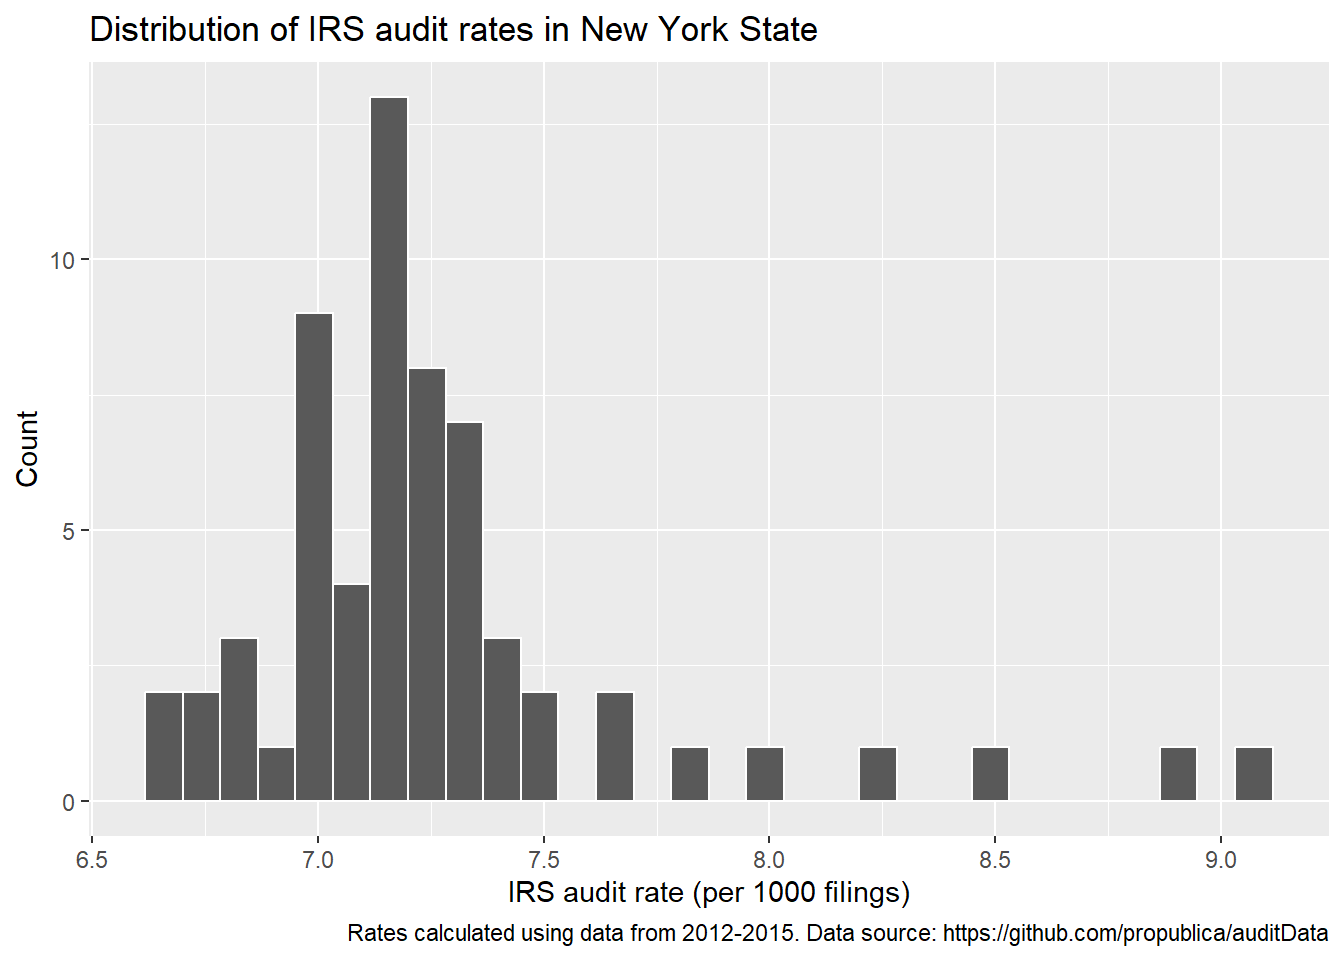 Distribution of IRS audit rates in New York State
10
5
0
Count
6.5 7.0 7.5 8.0 8.5 9.0
IRS audit rate (per 1000 filings)
Rates calculated using data from 2012-2015. Data source: https://github.com/propublica/auditData